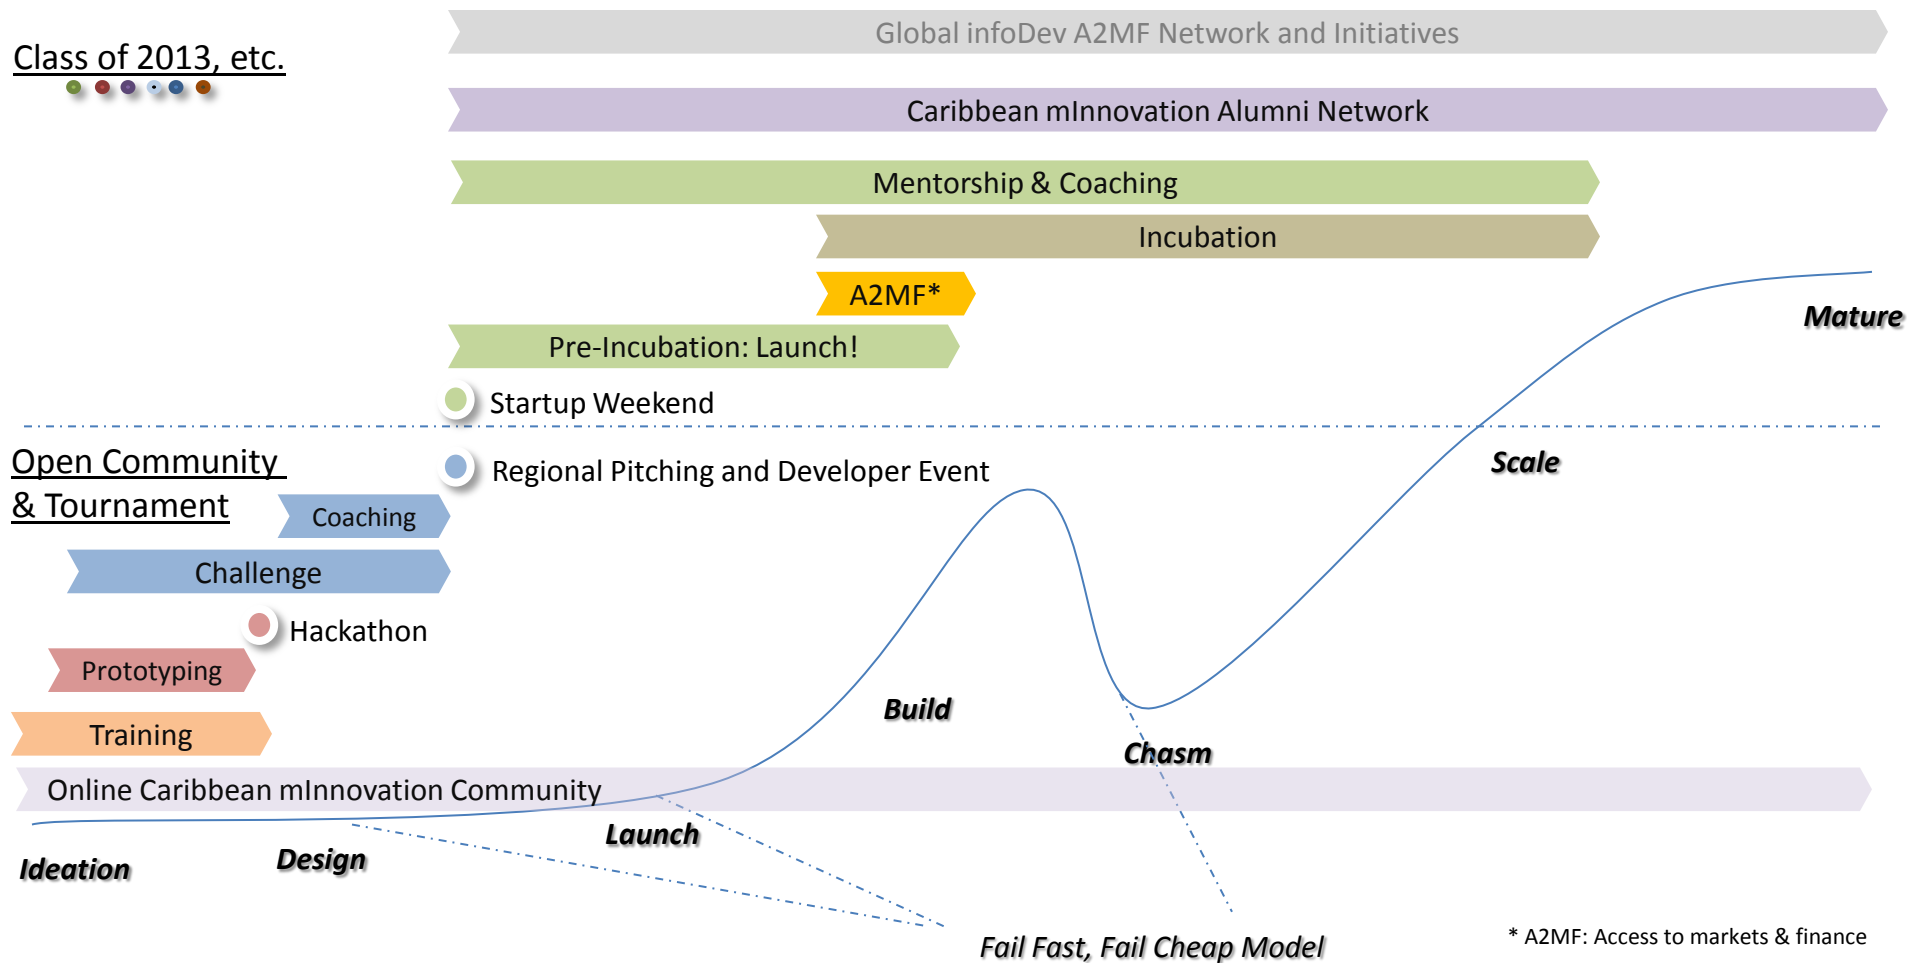 Global infoDev A2MF Network and Initiatives
Class of 2013, etc.
Caribbean mInnovation Alumni Network
Mentorship & Coaching
Incubation
A2MF*
Mature
Pre-Incubation: Launch!
Startup Weekend
Open Community
& Tournament
Regional Pitching and Developer Event
Scale
Coaching
Challenge
Hackathon
Prototyping
Build
Training
Chasm
Online Caribbean mInnovation Community
Launch
Design
Ideation
Fail Fast, Fail Cheap Model
* A2MF: Access to markets & finance